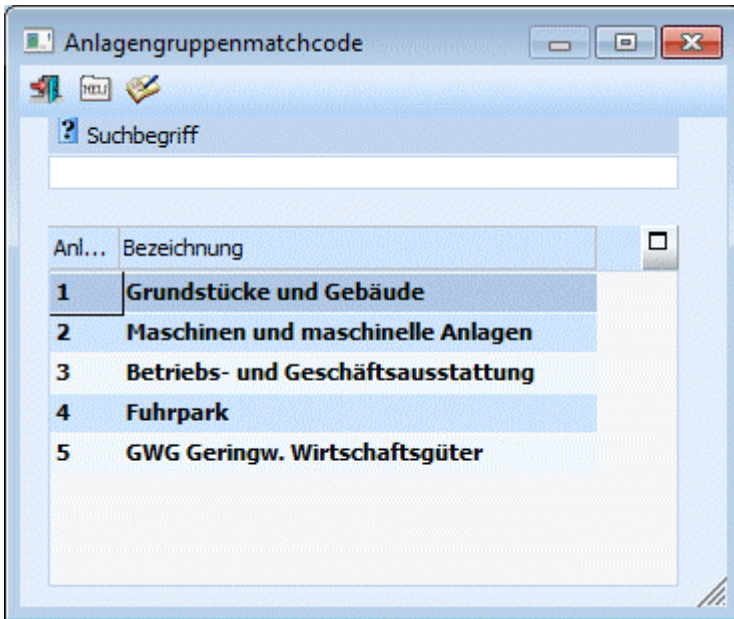 Anlagengruppenmatchcode
NEU
? Suchbegriff
Anl... Bezeichnung
1 Grundstücke und Gebäude
2 Maschinen und maschinelle Anlagen
3 Betriebs- und Geschäftsausstattung
4 Fuhrpark
5 GWG Geringw. Wirtschaftsgüter